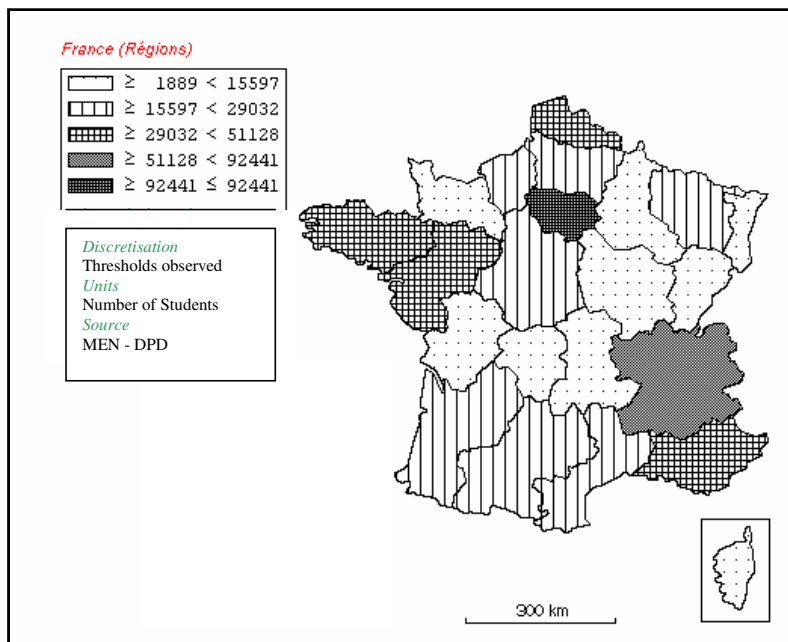 France (Régions)
≥ 1889 < 15597
≥ 15597 < 29032
≥ 29032 < 51128
≥ 51128 < 92441
≥ 92441 ≤ 92441
Discretisation
Thresholds observed
Units
Number of Students
Source
MEN - DPD
300 km